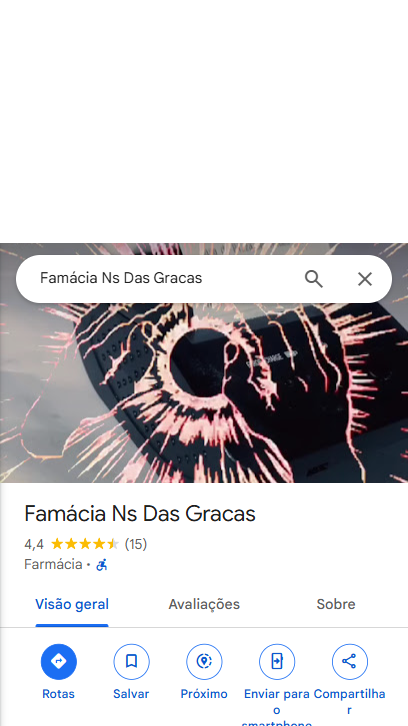 Famácia Ns Das Gracas
Famácia Ns Das Gracas
4,4 (15)
Farmácia ·
Visão geral Avaliações Sobre
Rotas Salvar Próximo Enviar para o smartphone Compartilhar